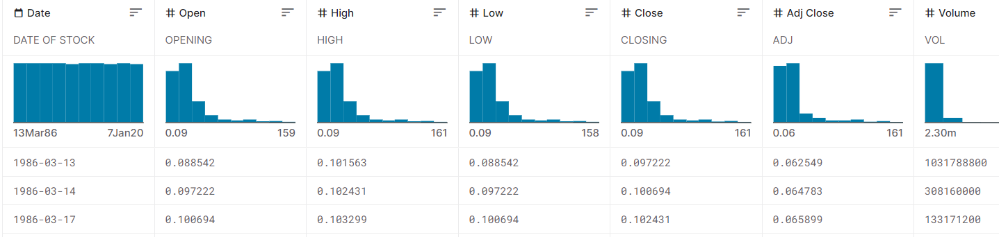 Date # Open # High # Low # Close # Adj Close # Volume
DATE OF STOCK OPENING HIGH LOW CLOSING ADJ VOL
13Mar86 7Jan20 0.09 159 0.09 161 0.09 158 0.09 161 0.06 161 2.30m
1986-03-13 0.088542 0.101563 0.088542 0.097222 0.062549 1031788800
1986-03-14 0.097222 0.102431 0.097222 0.100694 0.064783 308160000
1986-03-17 0.100694 0.103299 0.100694 0.102431 0.065899 133171200